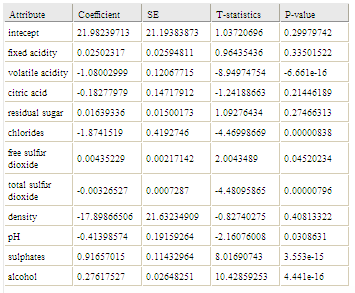 Attribute Coefficient SE T-statistics P-value
intecept 21.98239713 21.19383873 1.03720696 0.29979742
fixed acidity 0.02502317 0.02594811 0.96435436 0.33501522
volatile acidity -1.08002999 0.12067715 -8.94974754 -6.661e-16
citric acid -0.18277979 0.14717912 -1.24188663 0.21446189
residual sugar 0.01639336 0.01500173 1.09276434 0.27466313
chlorides -1.8741519 0.4192746 -4.46998669 0.00000838
free sulfur
dioxide 0.00435229 0.00217142 2.0043489 0.04520234
total sulfur
dioxide -0.00326527 0.0007287 -4.48095865 0.00000796
density -17.89866506 21.63234909 -0.82740275 0.40813322
pH -0.41398574 0.19159264 -2.16076008 0.0308631
sulphates 0.91657015 0.11432964 8.01690743 3.553e-15
alcohol 0.27617527 0.02648251 10.42859253 4.441e-16